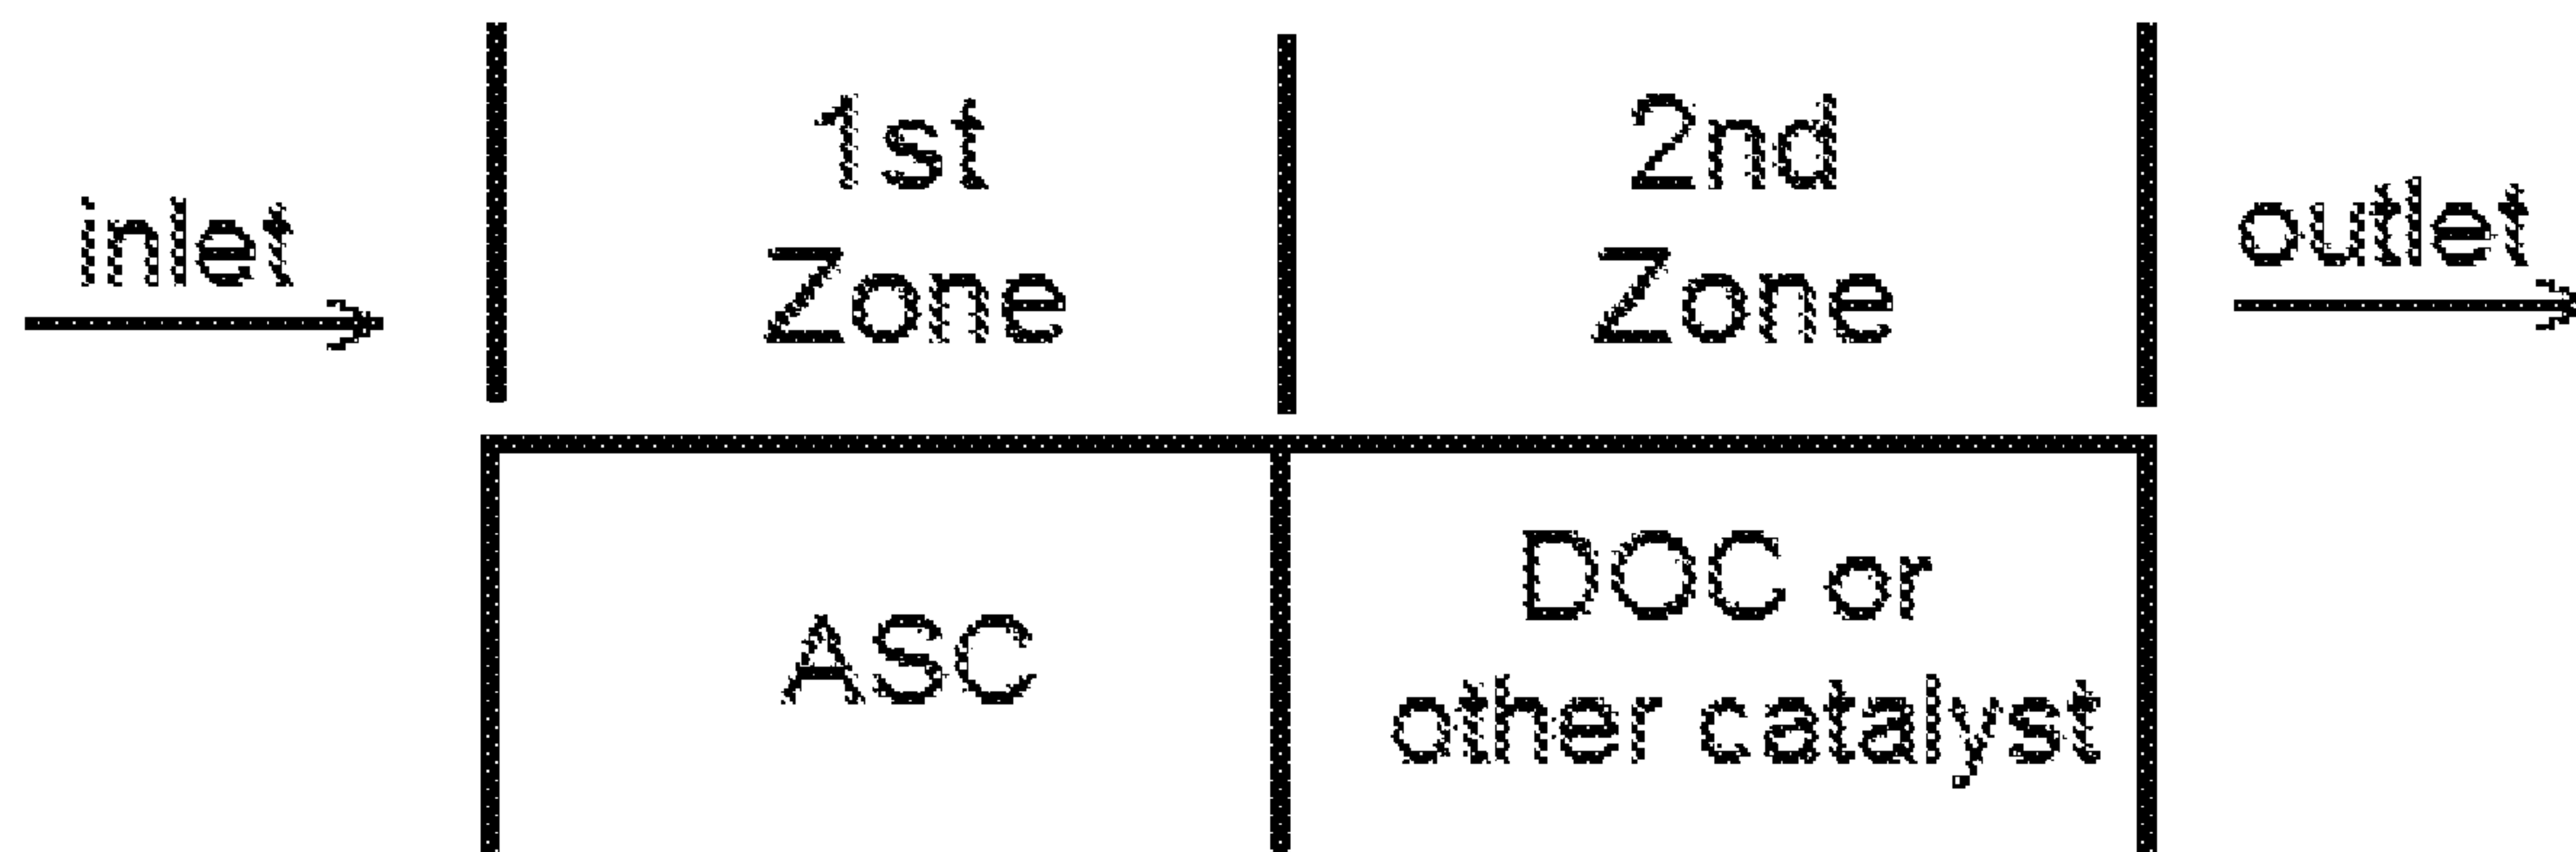 inlet
1st
Zone
2nd
Zone
outlet
ASC
DOC or
other catalyst